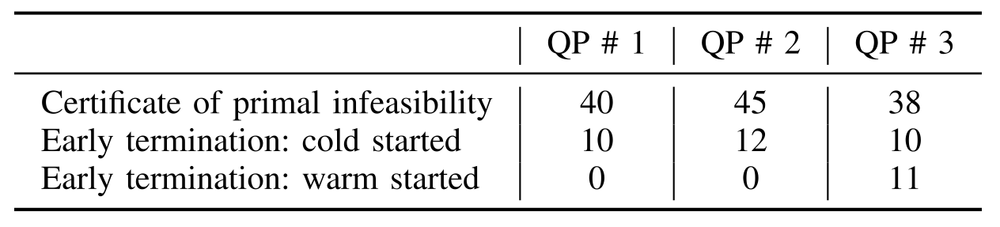 QP # 1 QP # 2 QP # 3
Certificate of primal infeasibility 40 45 38
Early termination: cold started 10 12 10
Early termination: warm started 0 0 11